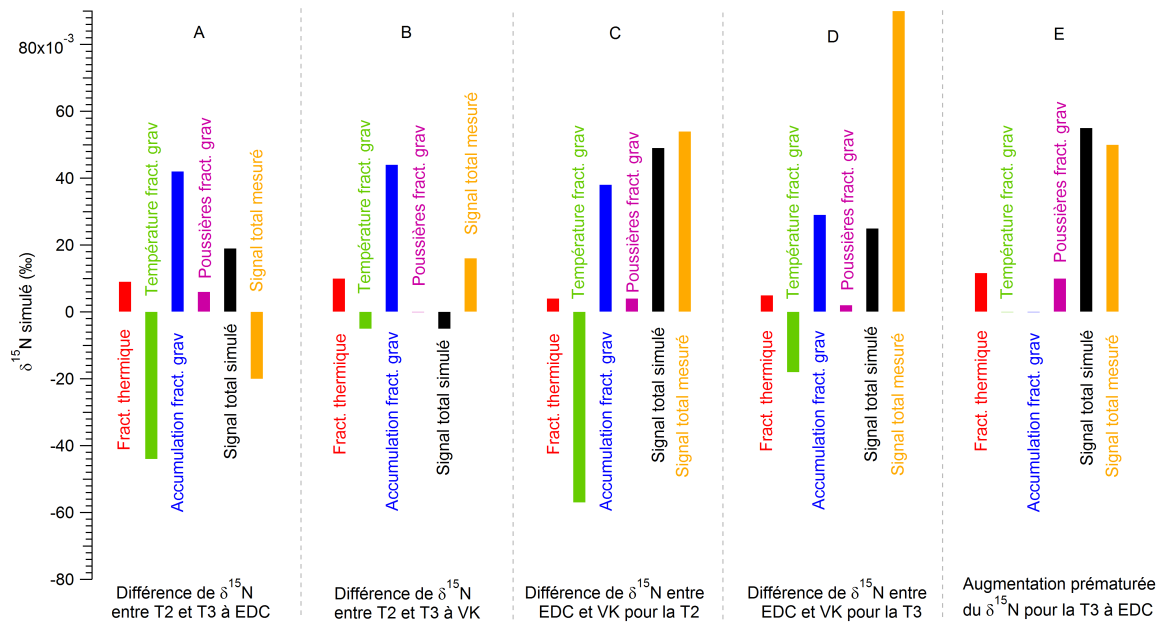 A
B
C
D
E
80x10⁻³
60
40
20
0
-20
-40
-60
-80
δ¹⁵N simulé (‰)
Fract. thermique
Température fract. grav
Accumulation fract. grav
Poussières fract. grav
Signal total simulé
Signal total mesuré
Différence de δ¹⁵N
entre T2 et T3 à EDC
Fract. thermique
Température fract. grav
Accumulation fract. grav
Poussières fract. grav
Signal total simulé
Signal total mesuré
Différence de δ¹⁵N
entre T2 et T3 à VK
Fract. thermique
Température fract. grav
Accumulation fract. grav
Poussières fract. grav
Signal total simulé
Signal total mesuré
Différence de δ¹⁵N entre
EDC et VK pour la T2
Fract. thermique
Température fract. grav
Accumulation fract. grav
Poussières fract. grav
Signal total simulé
Signal total mesuré
Différence de δ¹⁵N entre
EDC et VK pour la T3
Fract. thermique
Température fract. grav
Accumulation fract. grav
Poussières fract. grav
Signal total simulé
Signal total mesuré
Augmentation prématurée
du δ¹⁵N pour la T3 à EDC